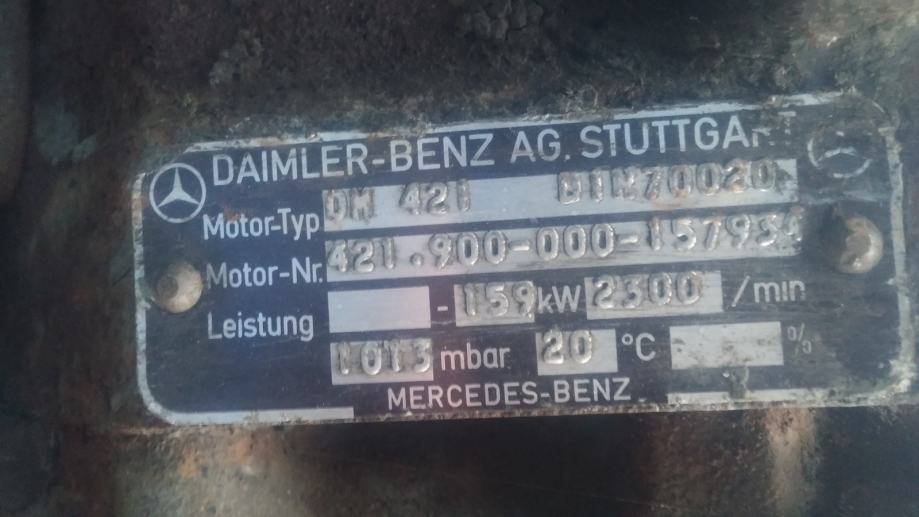 DAIMLER-BENZ AG. STUTTGART
Motor-Typ OM 421
Motor-Nr. 421.900-000-157934
Leistung - 159 kW 2300 /min
1013 mbar 20 °C %
MERCEDES-BENZ